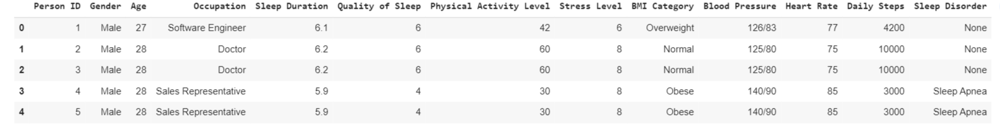 Person ID Gender Age Occupation Sleep Duration Quality of Sleep Physical Activity Level Stress Level BMI Category Blood Pressure Heart Rate Daily Steps Sleep Disorder
0 1 Male 27 Software Engineer 6.1 6 42 6 Overweight 126/83 77 4200 None
1 2 Male 28 Doctor 6.2 6 60 8 Normal 125/80 75 10000 None
2 3 Male 28 Doctor 6.2 6 60 8 Normal 125/80 75 10000 None
3 4 Male 28 Sales Representative 5.9 4 30 8 Obese 140/90 85 3000 Sleep Apnea
4 5 Male 28 Sales Representative 5.9 4 30 8 Obese 140/90 85 3000 Sleep Apnea